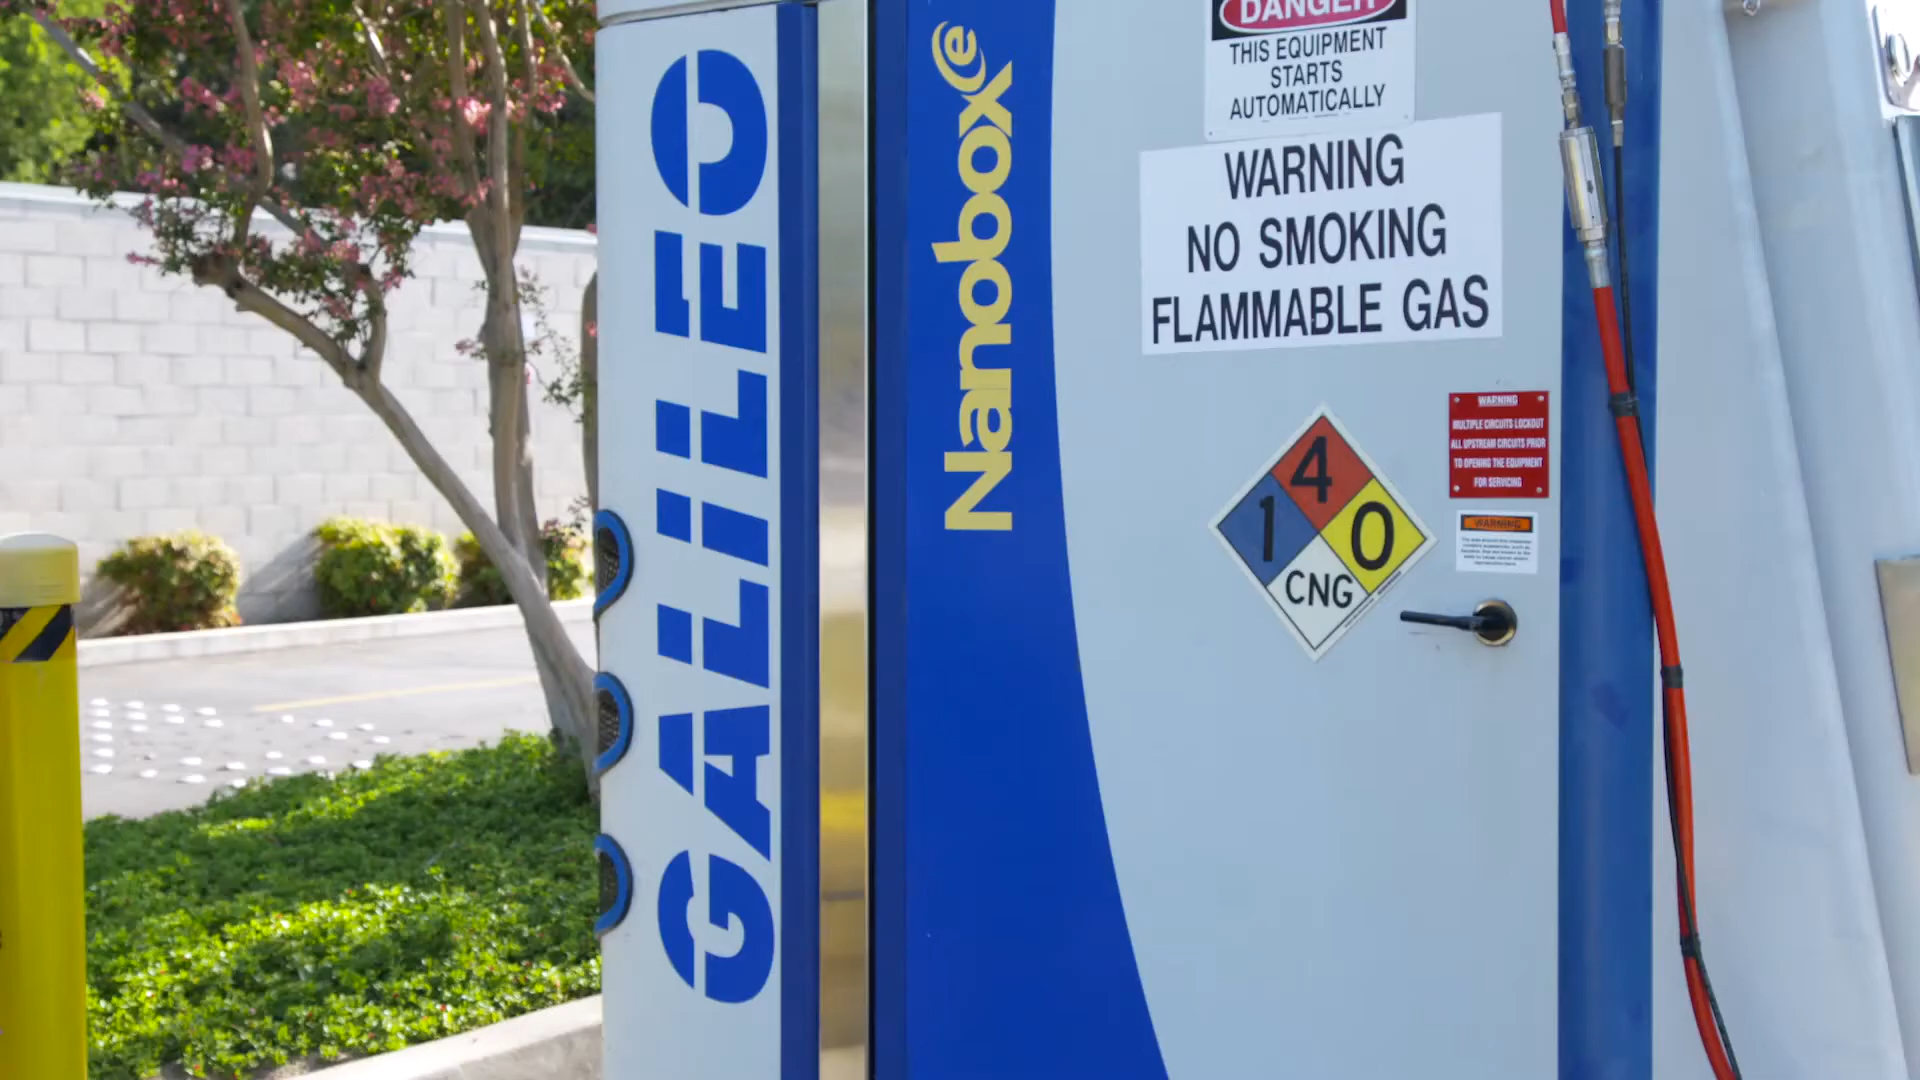 GALILEO
Nanoboxe
DANGER
THIS EQUIPMENT
STARTS
AUTOMATICALLY
WARNING
NO SMOKING
FLAMMABLE GAS
WARNING
MULTIPLE CIRCUITS LOCKOUT
ALL UPSTREAM CIRCUITS PRIOR
TO OPENING THE EQUIPMENT
FOR SERVICING
4
1
0
CNG
WARNING